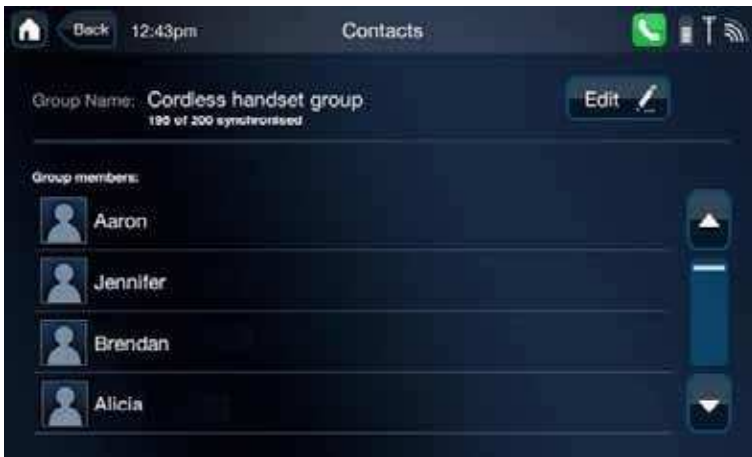 Back 12:43pm Contacts
Group Name: Cordless handset group Edit
196 of 200 synchronised
Group members:
Aaron
Jennifer
Brendan
Alicia